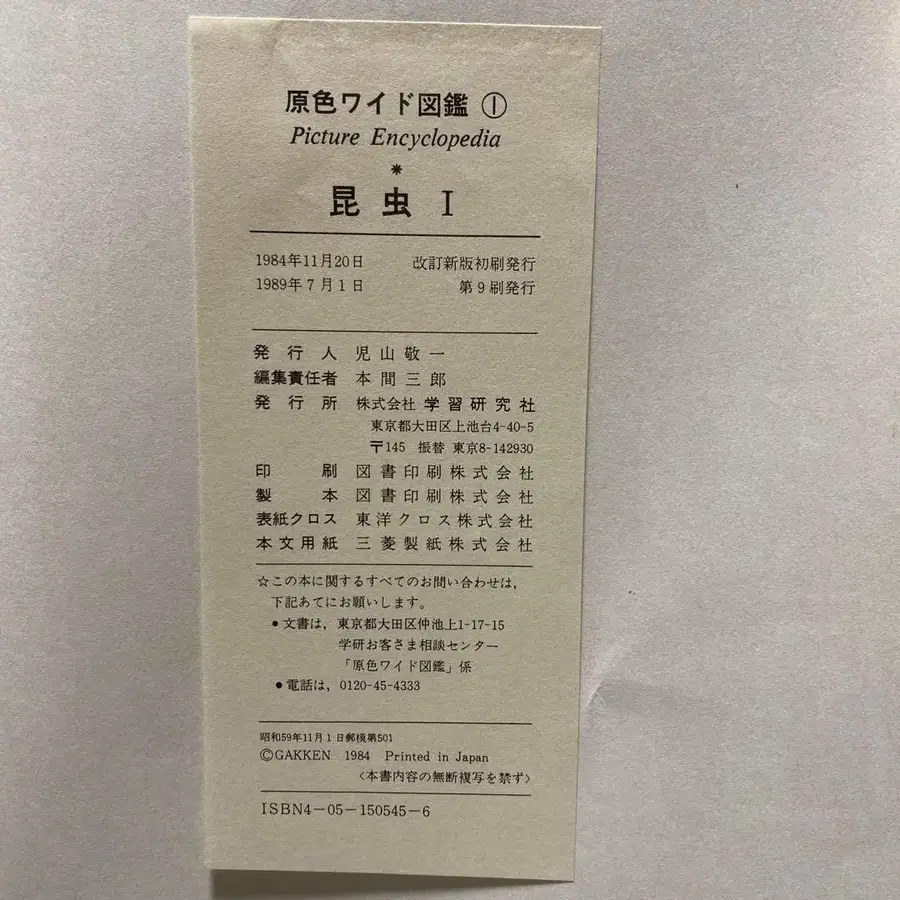 原色ワイド図鑑 ①
Picture Encyclopedia
*
昆虫 I
1984年11月20日 改訂新版初刷発行
1989年7月1日 第9刷発行
発行人 児山敬一
編集責任者 本間三郎
発行所 株式会社 学習研究社
東京都大田区上池台4-40-5
〒145 振替 東京8-142930
印刷 図書印刷株式会社
製本 図書印刷株式会社
表紙クロス 東洋クロス株式会社
本文用紙 三菱製紙株式会社
☆この本に関するすべてのお問い合わせは,
下記あてにお願いします。
●文書は, 東京都大田区仲池上1-17-15
学研お客さま相談センター
「原色ワイド図鑑」係
●電話は, 0120-45-4333
昭和59年11月1日郵模第501
©GAKKEN 1984 Printed in Japan
〈本書内容の無断複写を禁ず〉
ISBN4-05-150545-6